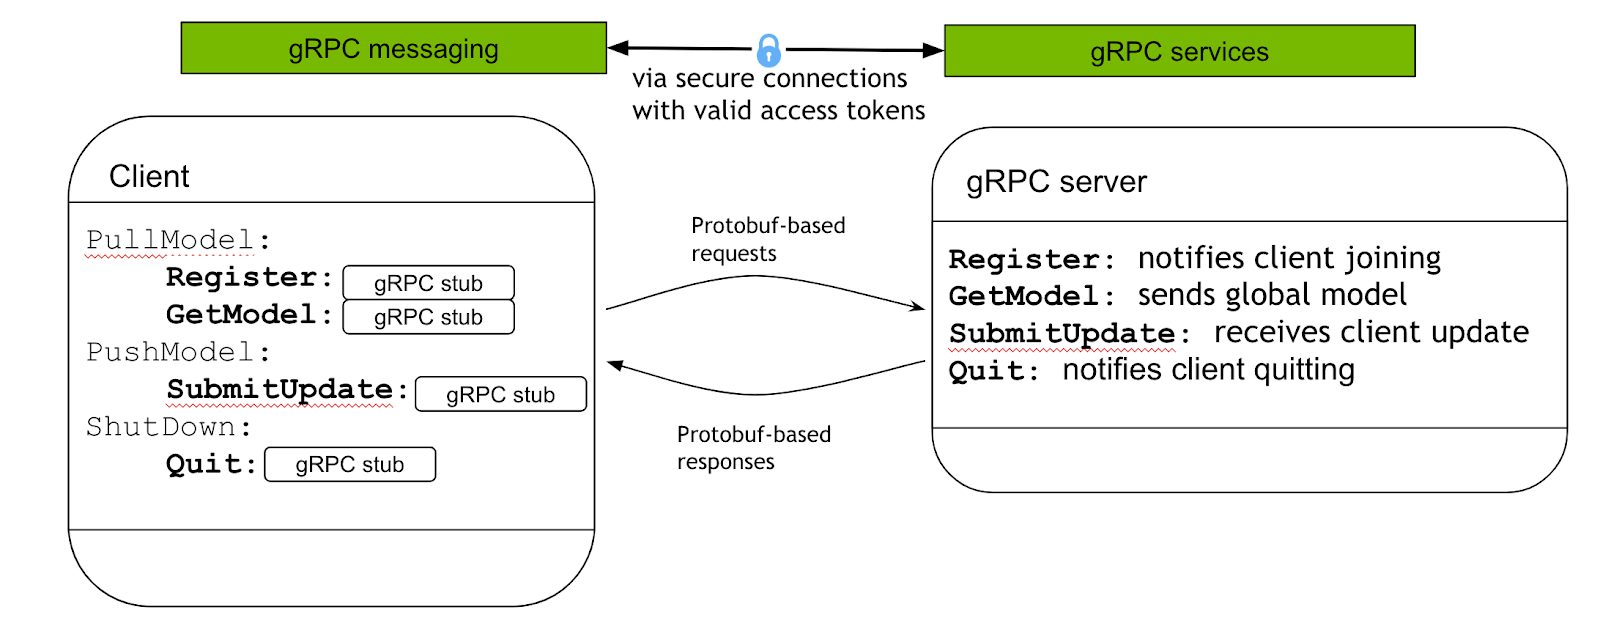 gRPC messaging
gRPC services
via secure connections
with valid access tokens
Client
PullModel:
Register: gRPC stub
GetModel: gRPC stub
PushModel:
SubmitUpdate: gRPC stub
ShutDown:
Quit: gRPC stub
Protobuf-based
requests
Protobuf-based
responses
gRPC server
Register: notifies client joining
GetModel: sends global model
SubmitUpdate: receives client update
Quit: notifies client quitting